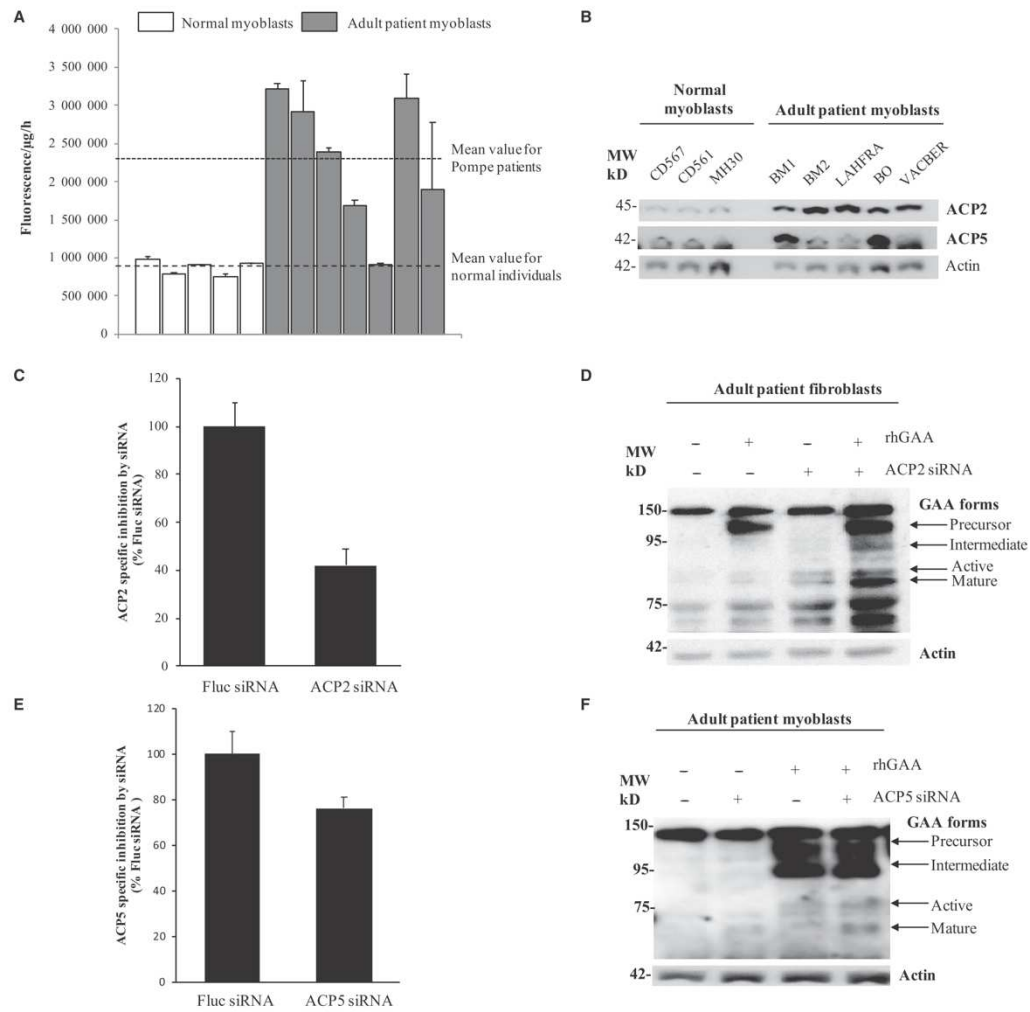 A
Normal myoblasts
Adult patient myoblasts
4 000 000
3 500 000
3 000 000
2 500 000
2 000 000
1 500 000
1 000 000
500 000
0
Fluorescence/µg/h
Mean value for
Pompe patients
Mean value for
normal individuals
B
Normal
myoblasts
Adult patient myoblasts
MW
kD
CD567
CD561
MH30
BM1
BM2
LAHFRA
BO
VACBER
45-
ACP2
42-
ACP5
42-
Actin
C
120
100
80
60
40
20
0
ACP2 specific inhibition by siRNA
(% Fluc siRNA)
Fluc siRNA
ACP2 siRNA
D
Adult patient fibroblasts
– + – + rhGAA
– – + + ACP2 siRNA
MW
kD
GAA forms
150-
Precursor
95-
Intermediate
Active
Mature
75-
42-
Actin
E
120
100
80
60
40
20
0
ACP5 specific inhibition by siRNA
(% Fluc siRNA )
Fluc siRNA
ACP5 siRNA
F
Adult patient myoblasts
– – + + rhGAA
– + – + ACP5 siRNA
MW
kD
GAA forms
150-
Precursor
95-
Intermediate
75-
Active
Mature
42-
Actin